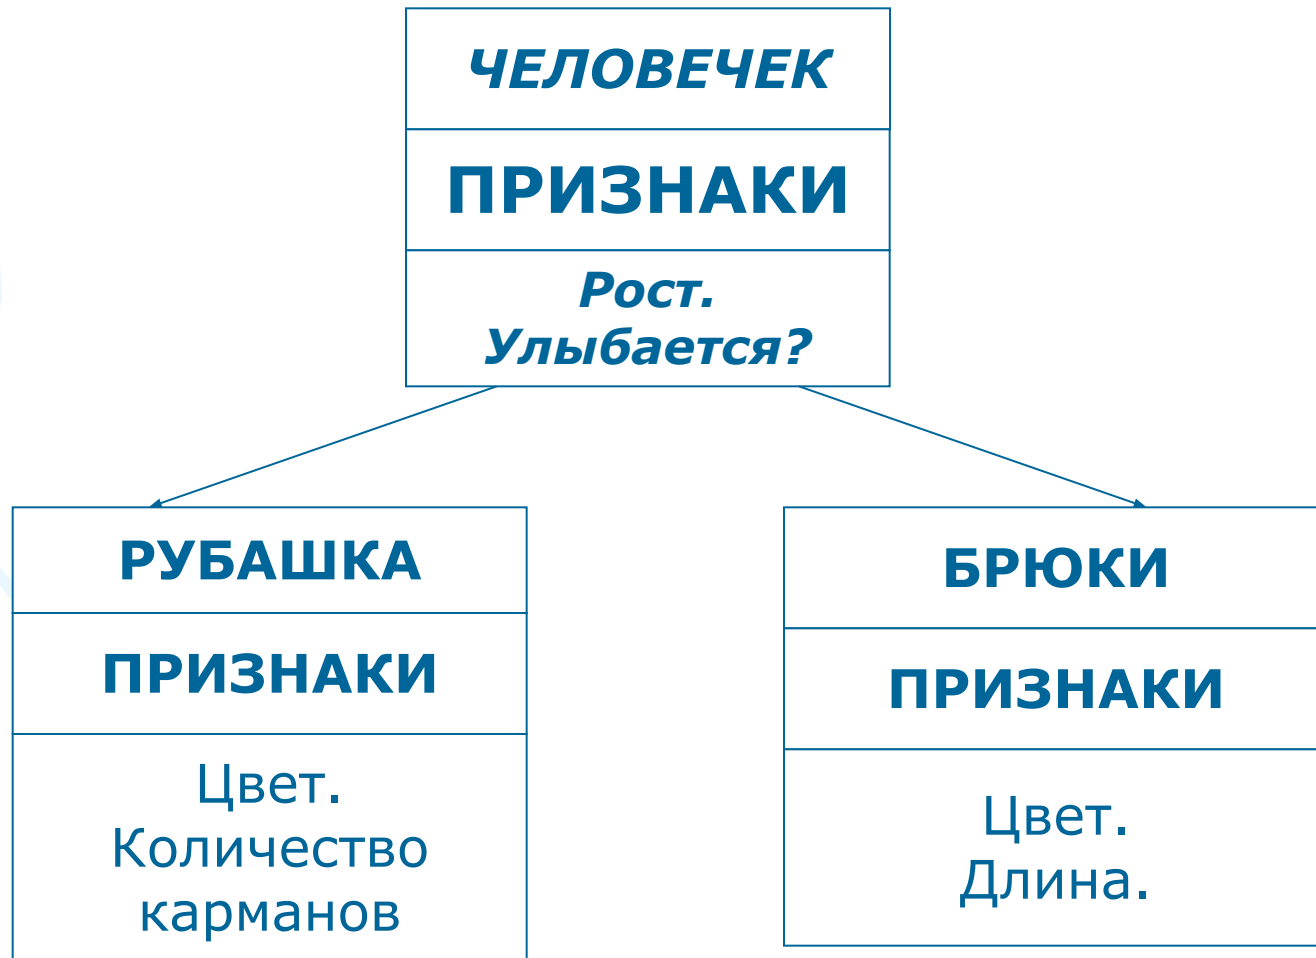 ЧЕЛОВЕЧЕК
ПРИЗНАКИ
Рост.
Улыбается?
РУБАШКА
ПРИЗНАКИ
Цвет.
Количество
карманов
БРЮКИ
ПРИЗНАКИ
Цвет.
Длина.